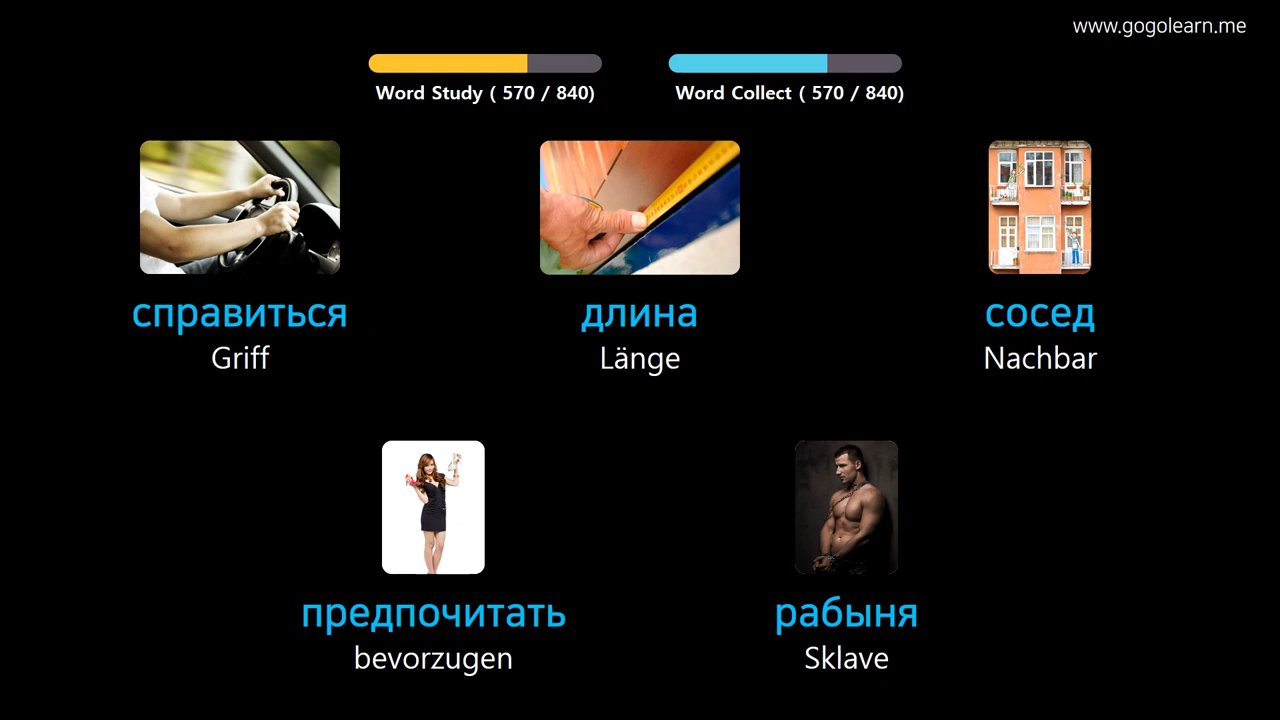 www.gogolearn.me
Word Study ( 570 / 840)
Word Collect ( 570 / 840)
справиться
Griff
длина
Länge
сосед
Nachbar
предпочитать
bevorzugen
рабыня
Sklave